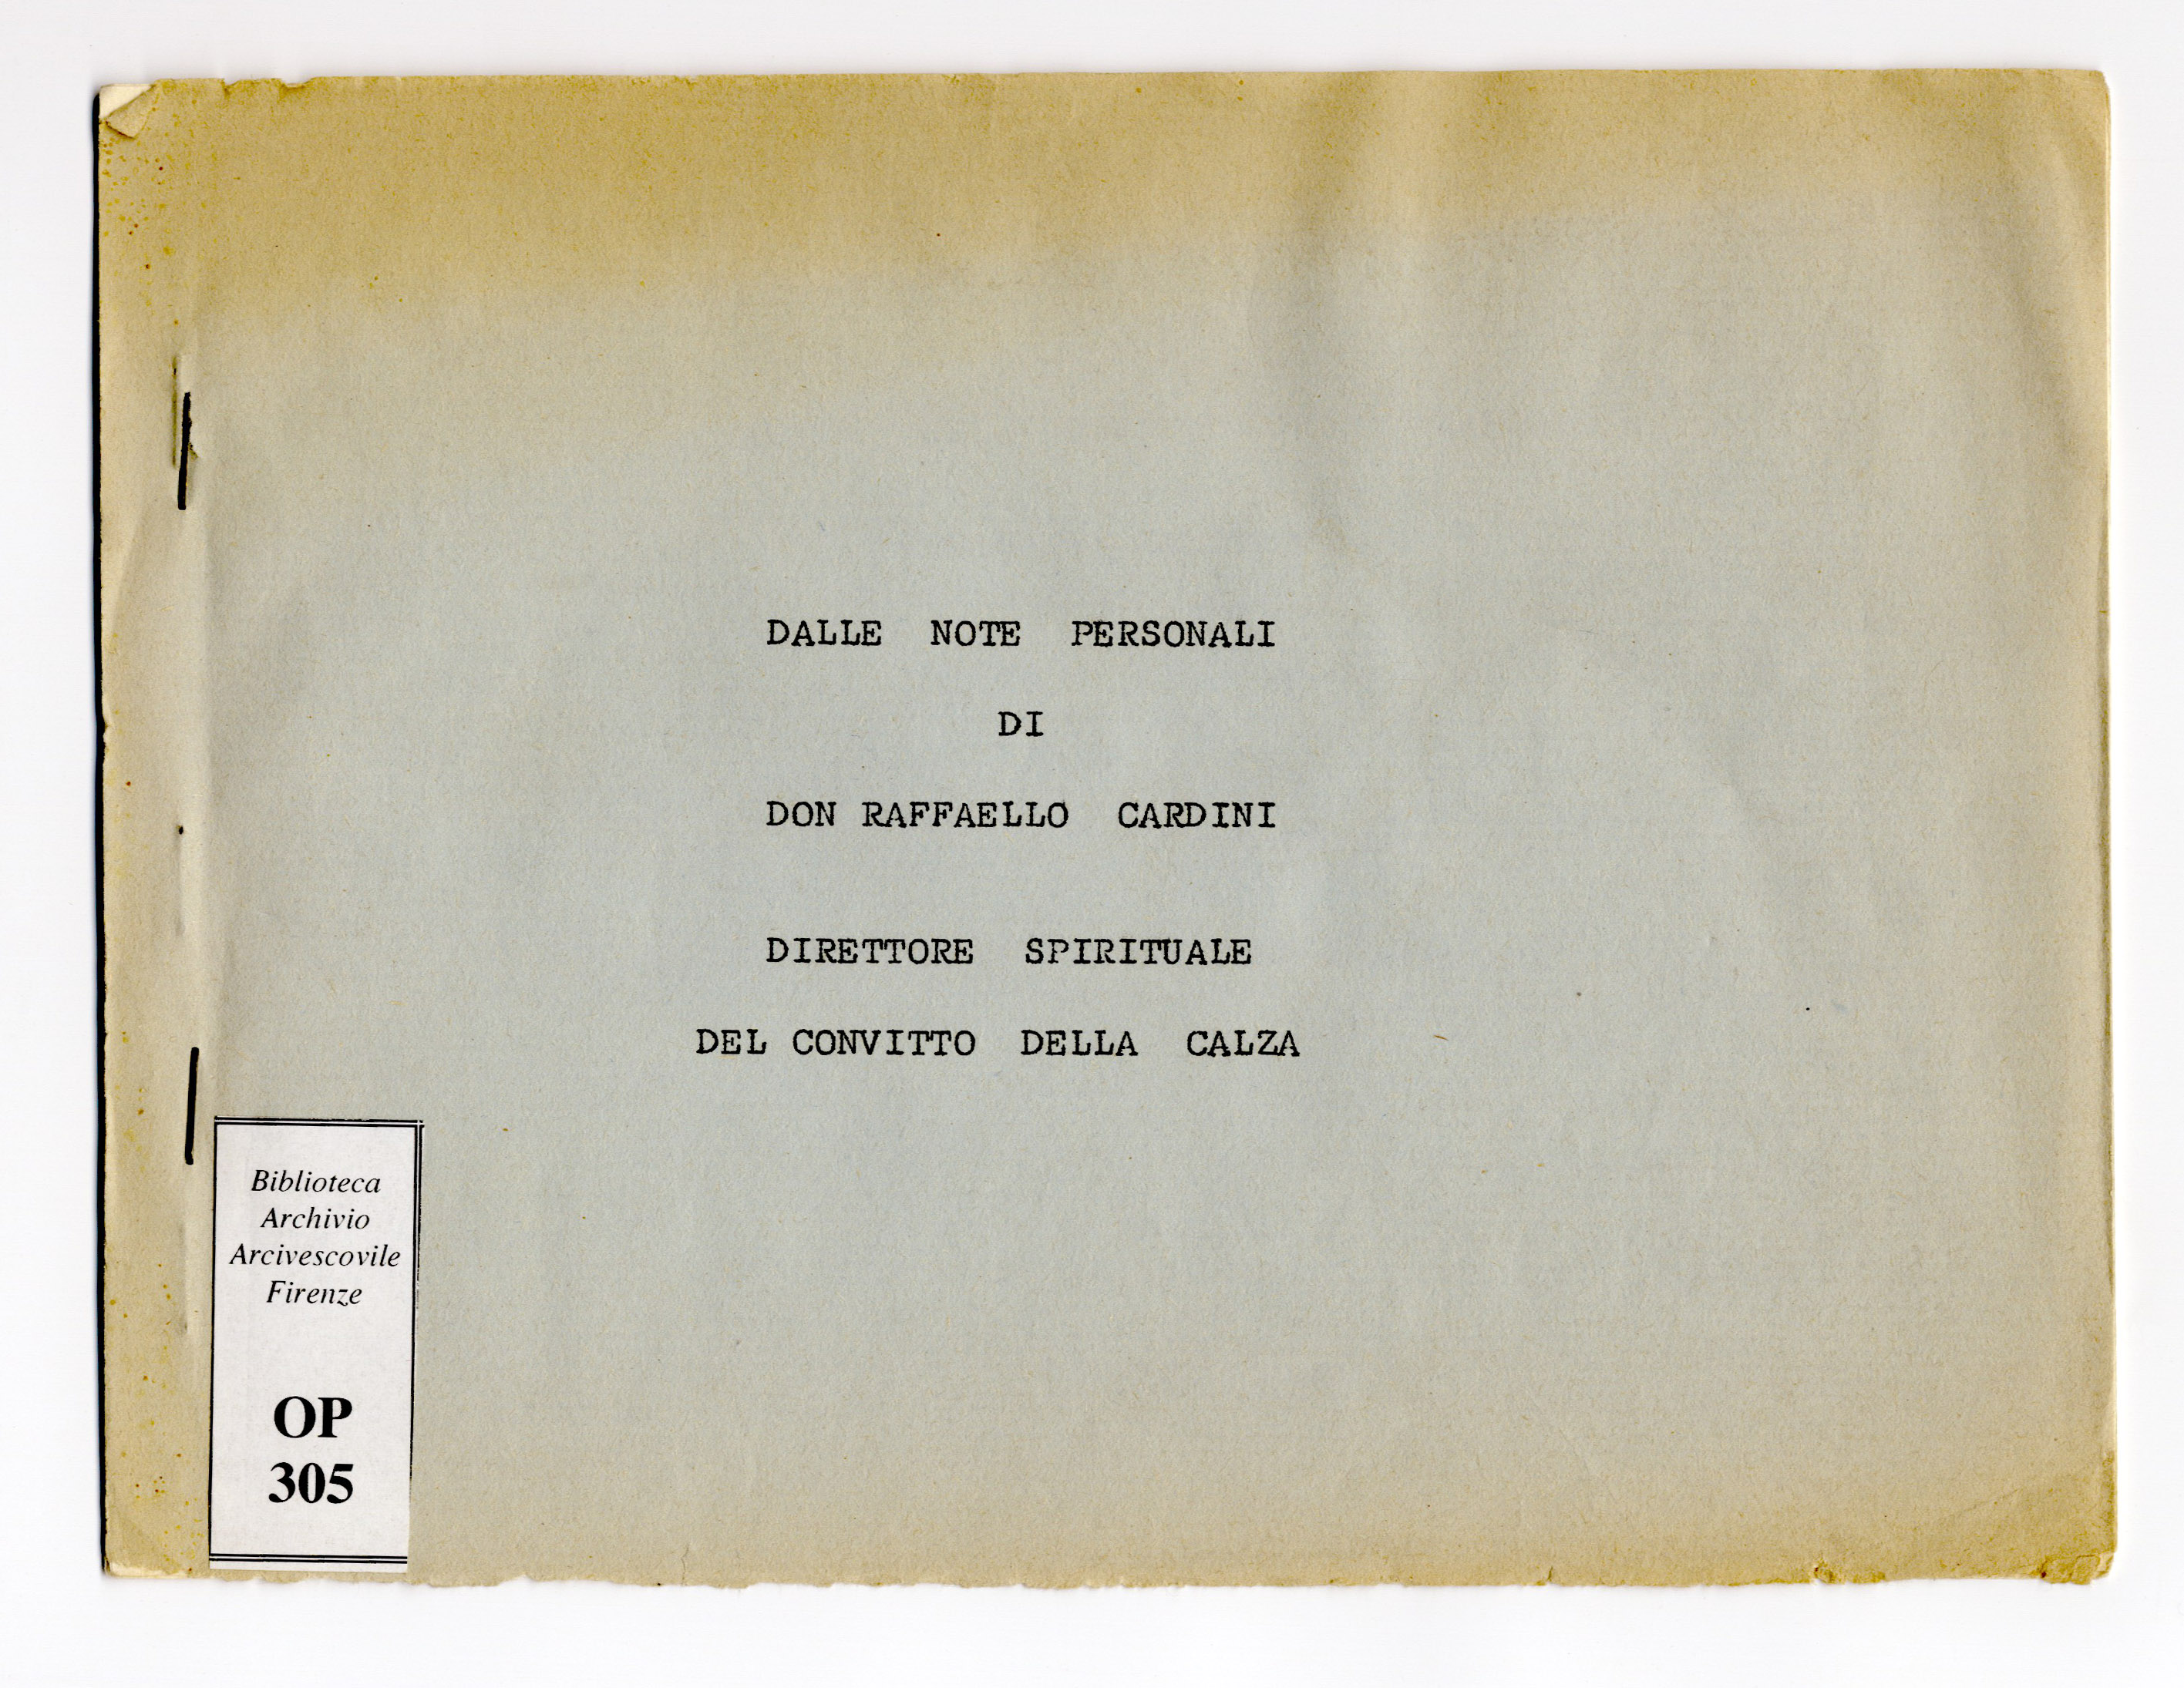 DALLE NOTE PERSONALI
DI
DON RAFFAELLO CARDINI
DIRETTORE SPIRITUALE
DEL CONVITTO DELLA CALZA
Biblioteca
Archivio
Arcivescovile
Firenze
OP
305